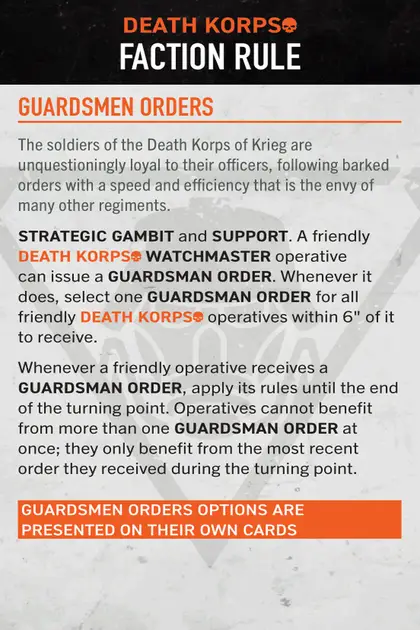 DEATH KORPS
FACTION RULE
GUARDSMEN ORDERS
The soldiers of the Death Korps of Krieg are
unquestioningly loyal to their officers, following barked
orders with a speed and efficiency that is the envy of
many other regiments.
STRATEGIC GAMBIT and SUPPORT. A friendly
DEATH KORPS WATCHMASTER operative
can issue a GUARDSMAN ORDER. Whenever it
does, select one GUARDSMAN ORDER for all
friendly DEATH KORPS operatives within 6" of it
to receive.
Whenever a friendly operative receives a
GUARDSMAN ORDER, apply its rules until the end
of the turning point. Operatives cannot benefit
from more than one GUARDSMAN ORDER at
once; they only benefit from the most recent
order they received during the turning point.
GUARDSMEN ORDERS OPTIONS ARE
PRESENTED ON THEIR OWN CARDS